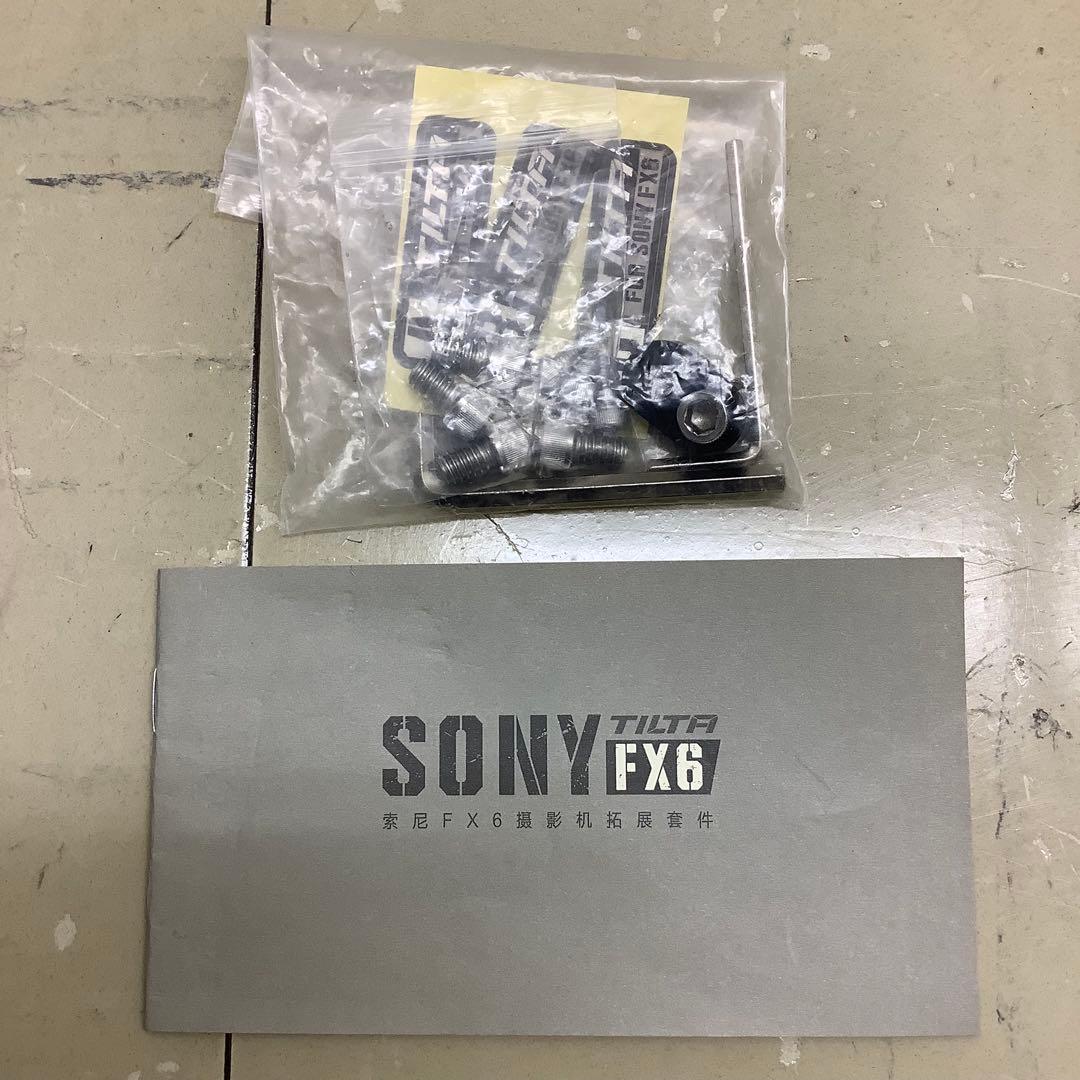 TILTA
TILTA
TILTA
FOR SONY FX6
SONY TILTA
FX6
索尼FX6摄影机拓展套件